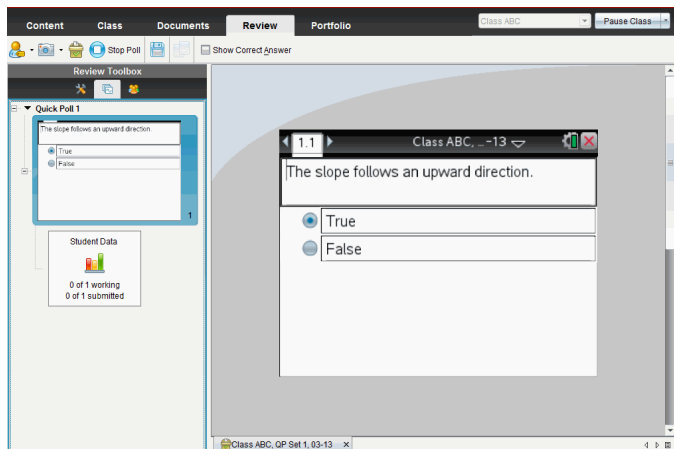 Content Class Documents Review Portfolio Class ABC Pause Class
Stop Poll Show Correct Answer
Review Toolbox
Quick Poll 1
The slope follows an upward direction.
True
False
1
Student Data
0 of 1 working
0 of 1 submitted
1.1 Class ABC, ...-13
The slope follows an upward direction.
True
False
Class ABC, QP Set 1, 03-13